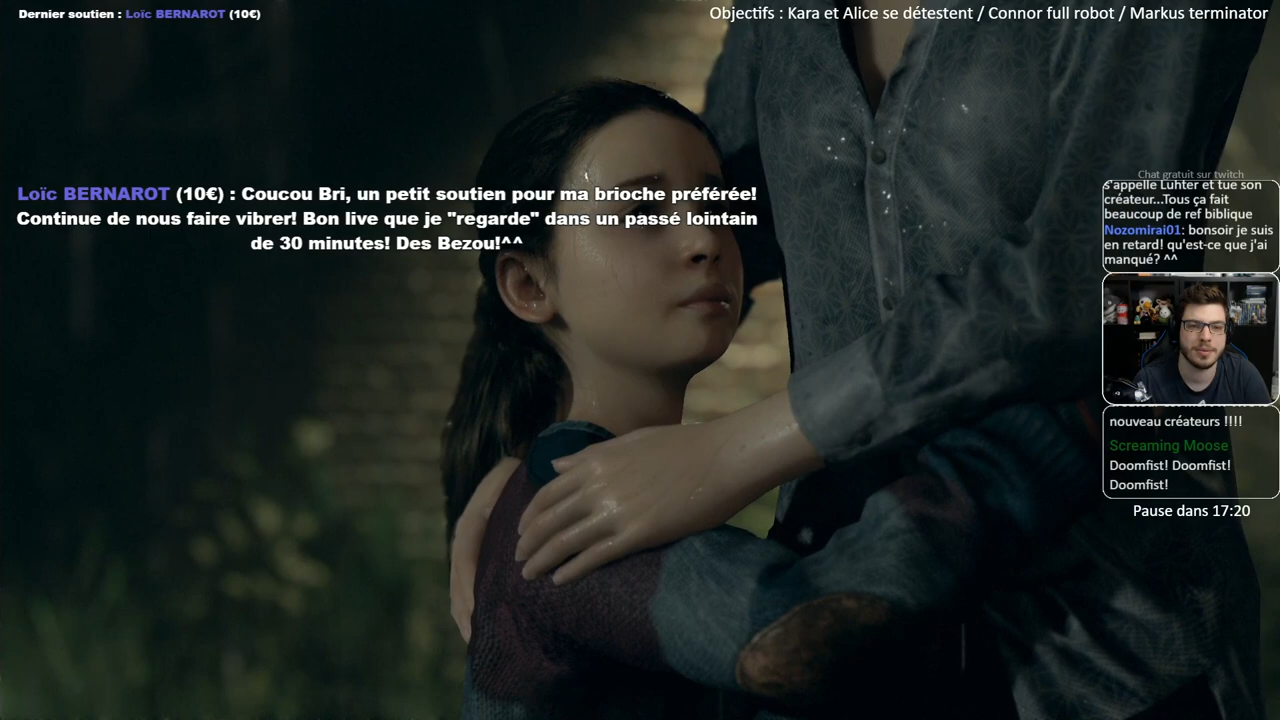 Dernier soutien : Loïc BERNAROT (10€)
Objectifs : Kara et Alice se détestent / Connor full robot / Markus terminator
Loïc BERNAROT (10€) : Coucou Bri, un petit soutien pour ma brioche préférée!
Continue de nous faire vibrer! Bon live que je "regarde" dans un passé lointain
de 30 minutes! Des Bezou!^^
Chat gratuit sur twitch
s'appelle Luhter et tue son
créateur...Tous ça fait
beaucoup de ref biblique
Nozomirai01: bonsoir je suis
en retard! qu'est-ce que j'ai
manqué? ^^
nouveau créateurs !!!!
Screaming Moose
Doomfist! Doomfist!
Doomfist!
Pause dans 17:20